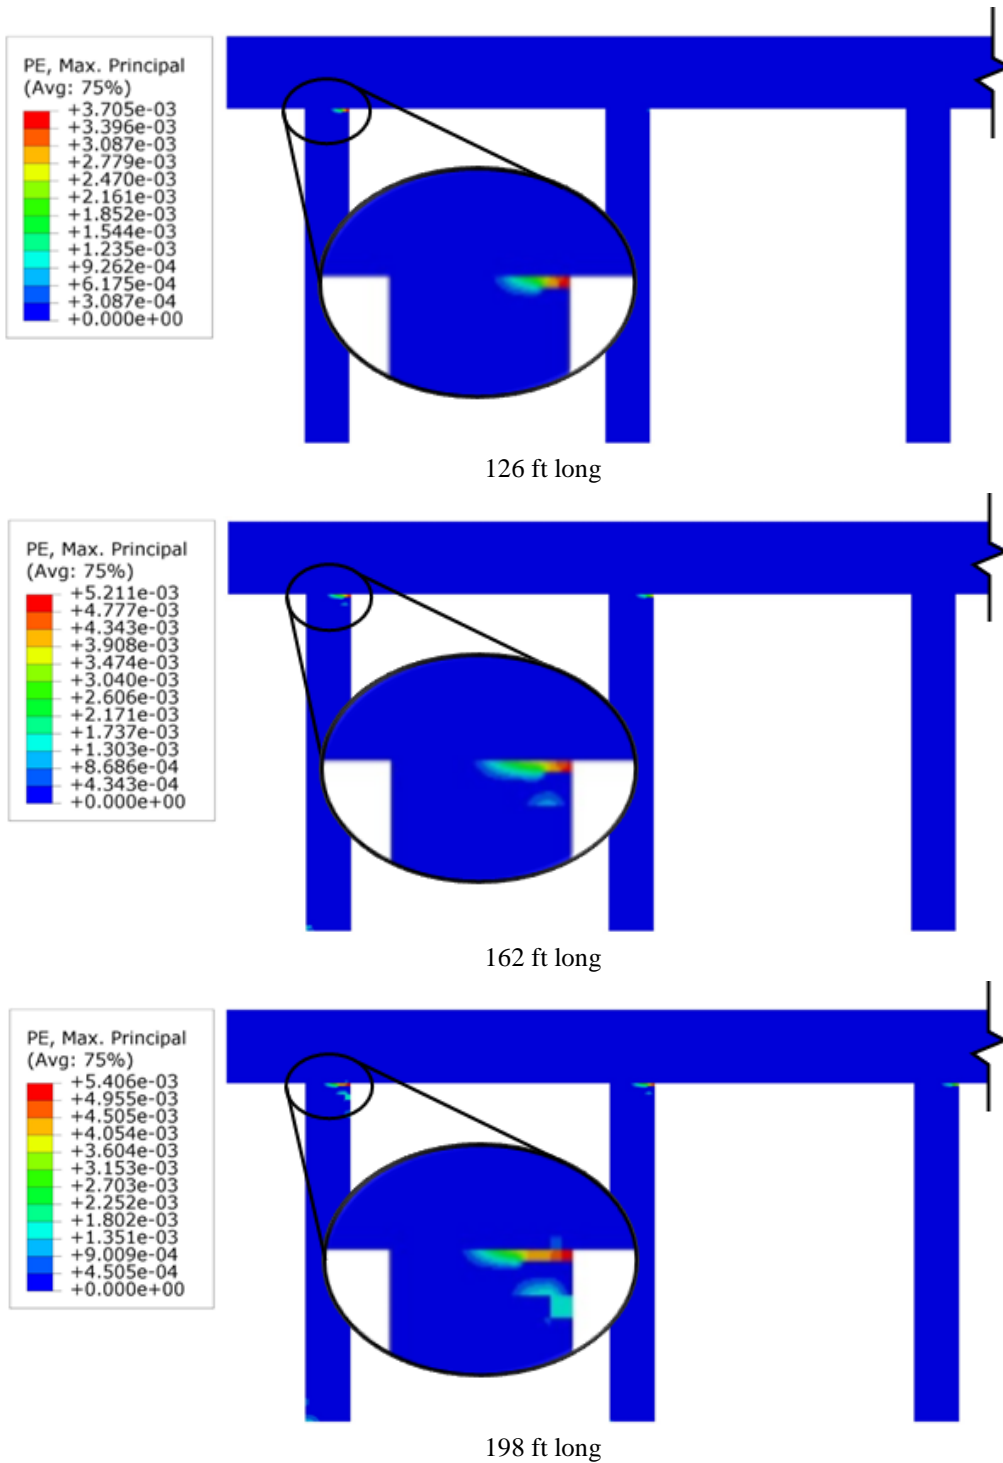 PE, Max. Principal
(Avg: 75%)
+3.705e-03
+3.396e-03
+3.087e-03
+2.779e-03
+2.470e-03
+2.161e-03
+1.852e-03
+1.544e-03
+1.235e-03
+9.262e-04
+6.175e-04
+3.087e-04
+0.000e+00
126 ft long
PE, Max. Principal
(Avg: 75%)
+5.211e-03
+4.777e-03
+4.343e-03
+3.908e-03
+3.474e-03
+3.040e-03
+2.606e-03
+2.171e-03
+1.737e-03
+1.303e-03
+8.686e-04
+4.343e-04
+0.000e+00
162 ft long
PE, Max. Principal
(Avg: 75%)
+5.406e-03
+4.955e-03
+4.505e-03
+4.054e-03
+3.604e-03
+3.153e-03
+2.703e-03
+2.252e-03
+1.802e-03
+1.351e-03
+9.009e-04
+4.505e-04
+0.000e+00
198 ft long